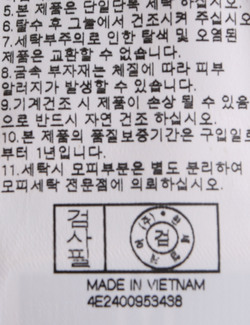 5.본 제품은 단일단독 세탁하십시오.
6.탈수 후 그늘에서 건조시켜 주십시오
7.세탁부주의로 인한 탈색 및 오염된
제품은 교환할 수 없습니다.
8.금속 부자재는 체질에 따라 피부
알러지가 발생할 수 있습니다.
9.기계건조 시 제품이 손상 될 수 있음
으로 반드시 자연 건조 하십시오.
10.본 제품의 품질보증기간은 구입일로
부터 1년입니다.
11.세탁시 모피부분은 별도 분리하여
모피세탁 전문점에 의뢰하십시오.
검사필
검
MADE IN VIETNAM
4E2400953438